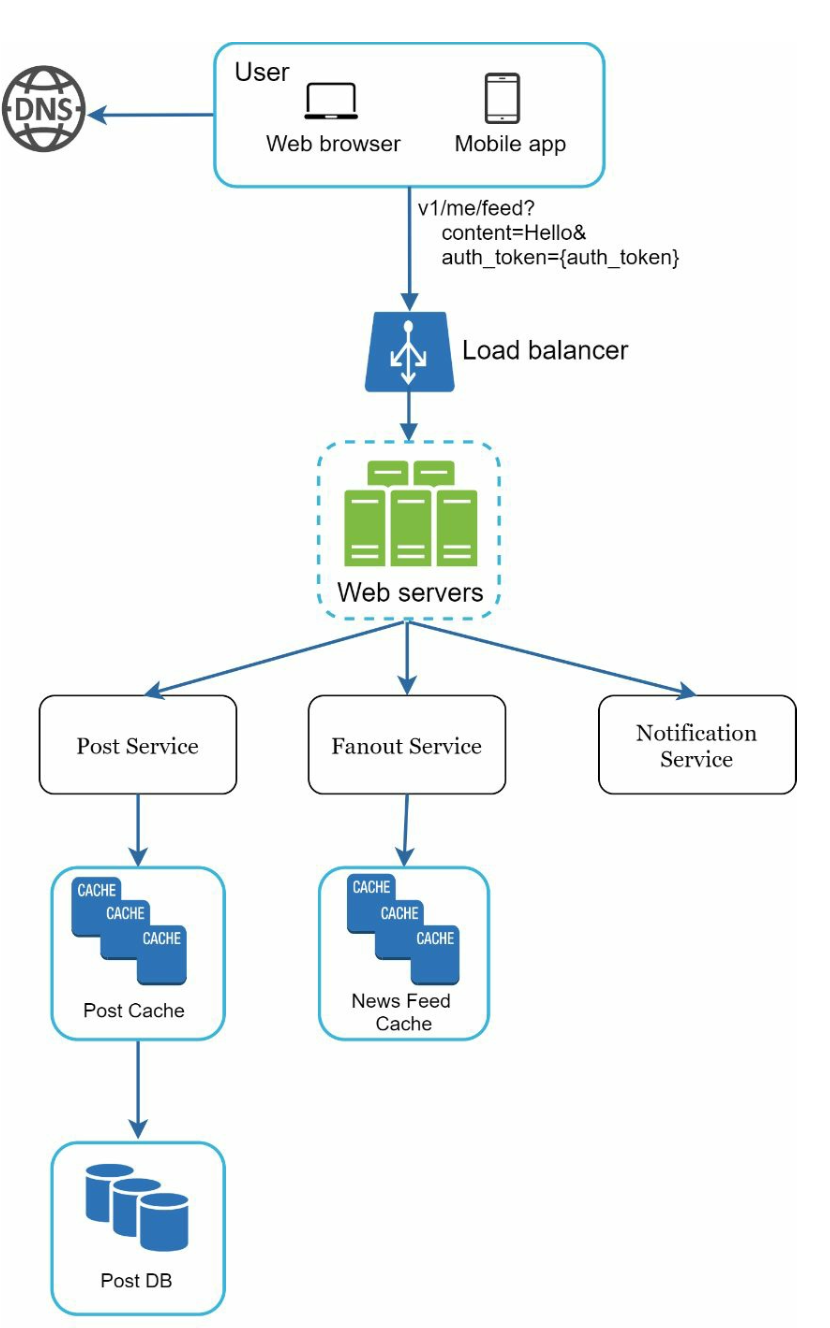 User
DNS
Web browser
Mobile app
v1/me/feed?
content=Hello&
auth_token={auth_token}
Load balancer
Web servers
Post Service
Fanout Service
Notification
Service
CACHE
CACHE
CACHE
Post Cache
CACHE
CACHE
CACHE
News Feed
Cache
Post DB